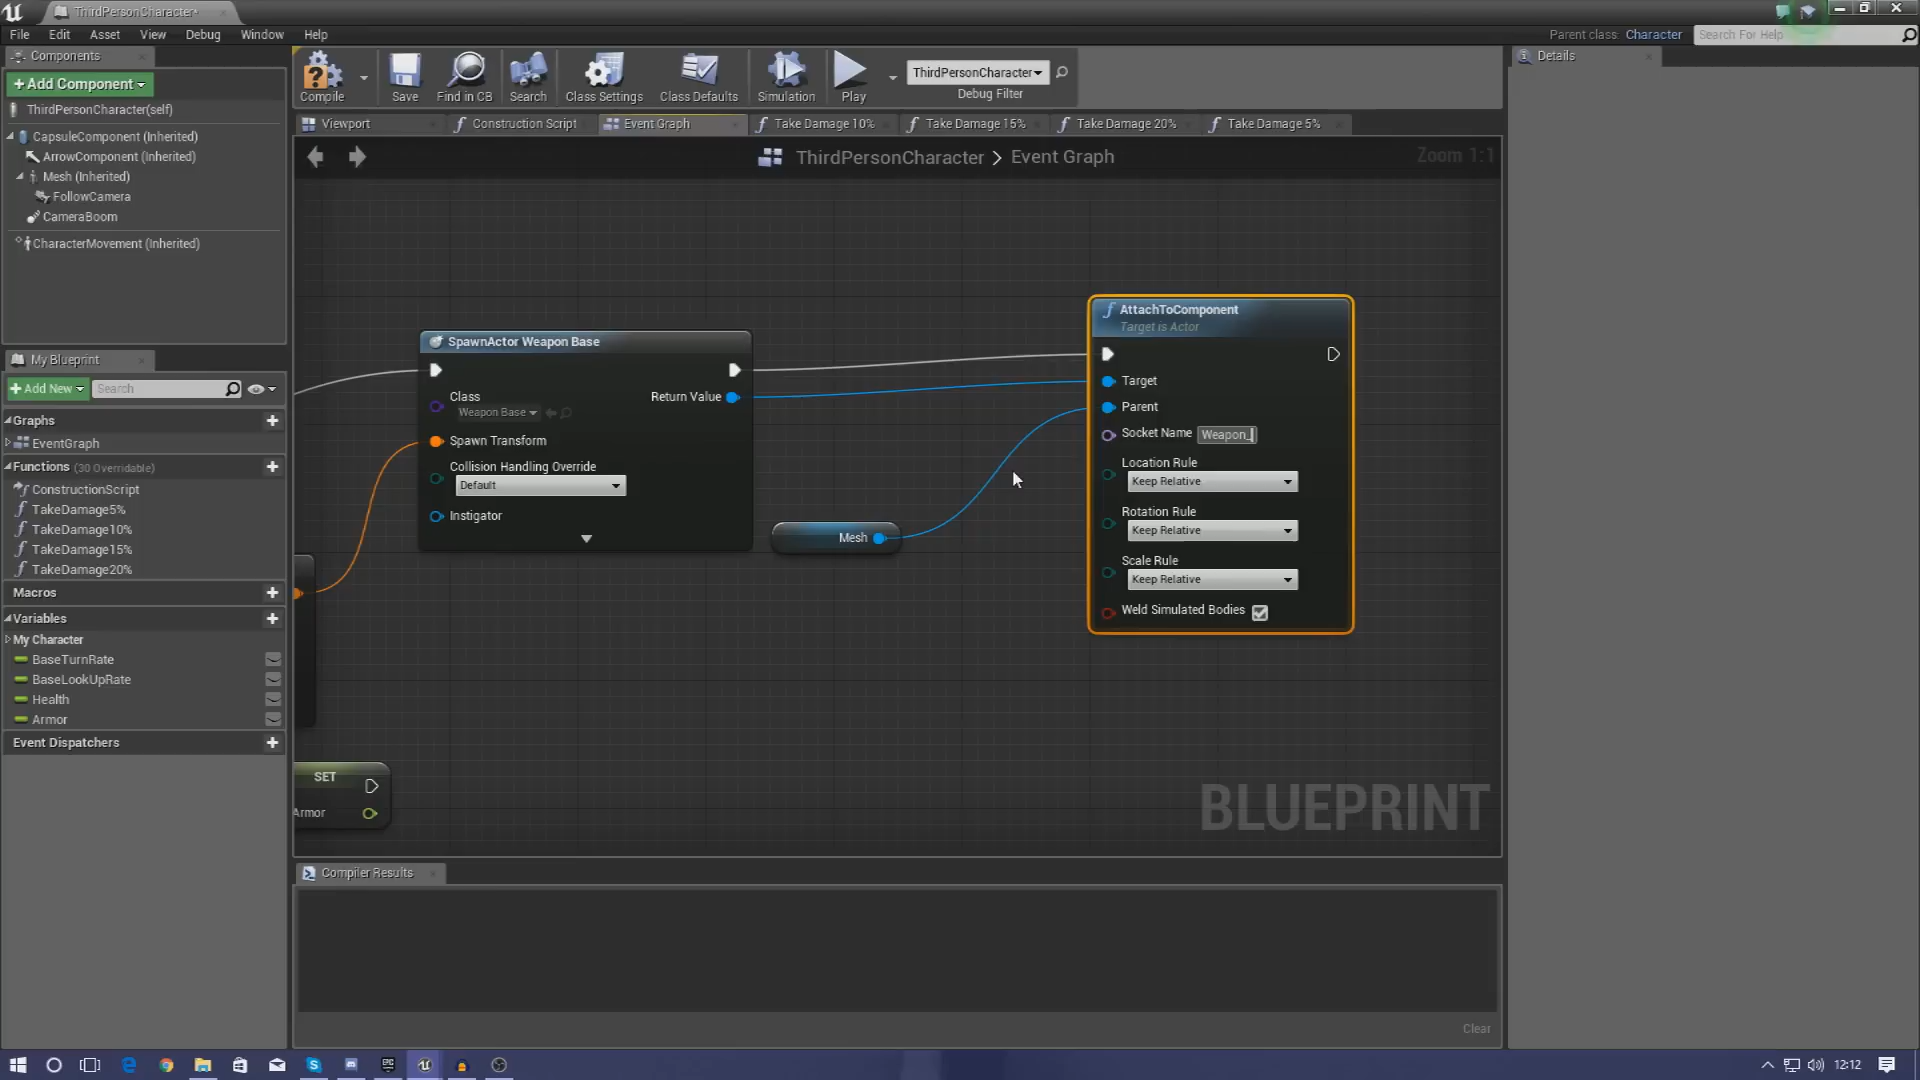 ThirdPersonCharacter*
File Edit Asset View Debug Window Help
Parent class: Character
Search For Help
Components
+Add Component
ThirdPersonCharacter(self)
CapsuleComponent (Inherited)
ArrowComponent (Inherited)
Mesh (Inherited)
FollowCamera
CameraBoom
CharacterMovement (Inherited)
My Blueprint
+Add New
Search
Graphs
EventGraph
Functions (30 Overridable)
ConstructionScript
TakeDamage5%
TakeDamage10%
TakeDamage15%
TakeDamage20%
Macros
Variables
My Character
BaseTurnRate
BaseLookUpRate
Health
Armor
Event Dispatchers
Compile
Save
Find in CB
Search
Class Settings
Class Defaults
Simulation
Play
ThirdPersonCharacter
Debug Filter
Viewport
Construction Script
Event Graph
Take Damage 10%
Take Damage 15%
Take Damage 20%
Take Damage 5%
ThirdPersonCharacter > Event Graph
Zoom 1:1
SpawnActor Weapon Base
Class
Weapon Base
Return Value
Spawn Transform
Collision Handling Override
Default
Instigator
Mesh
AttachToComponent
Target is Actor
Target
Parent
Socket Name Weapon_
Location Rule
Keep Relative
Rotation Rule
Keep Relative
Scale Rule
Keep Relative
Weld Simulated Bodies
SET
Armor
BLUEPRINT
Compiler Results
Clear
Details
12:12